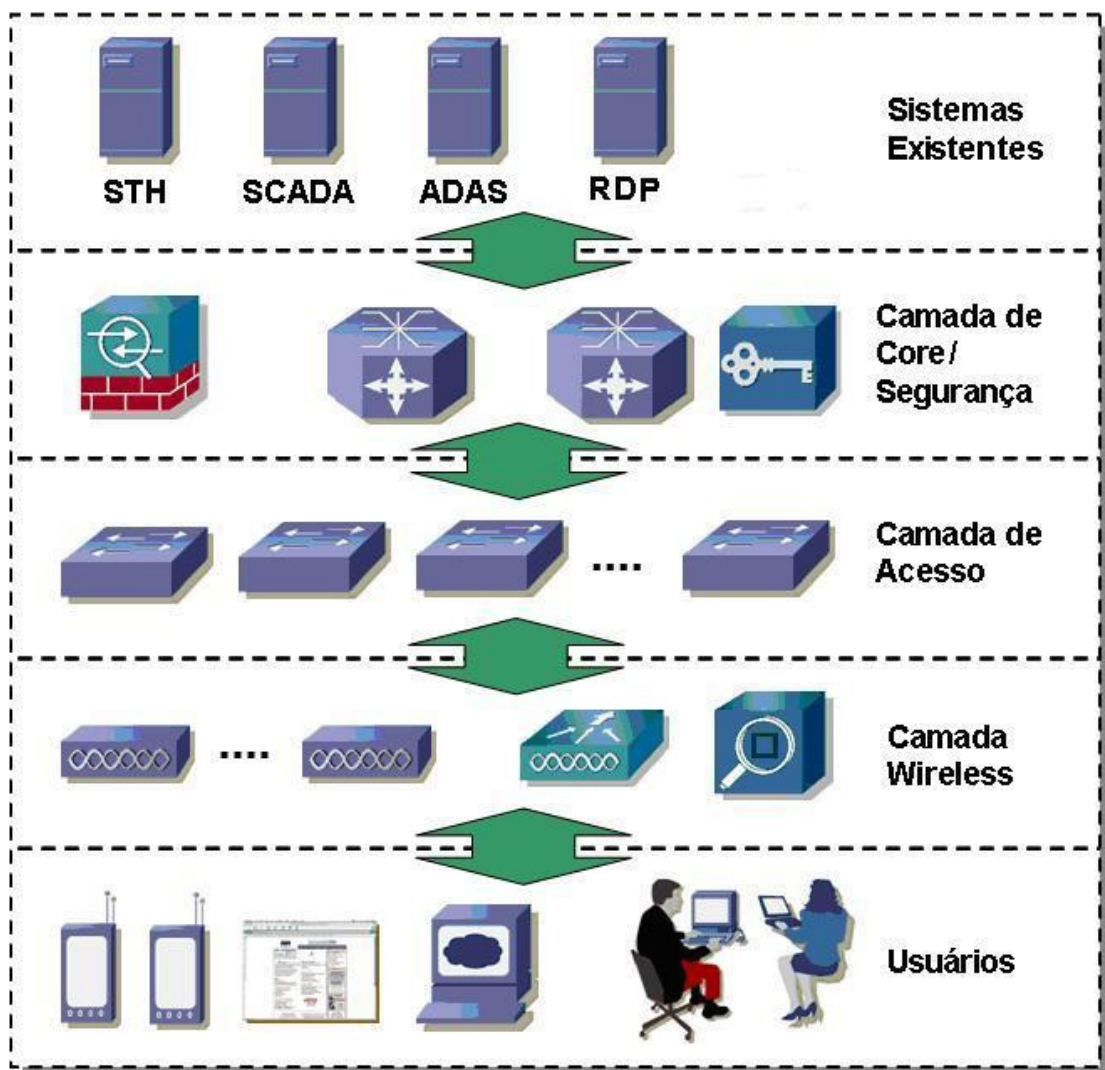 STH
SCADA
ADAS
RDP
Sistemas
Existentes
Camada de
Core/
Segurança
Camada de
Acesso
....
....
Camada
Wireless
Usuários